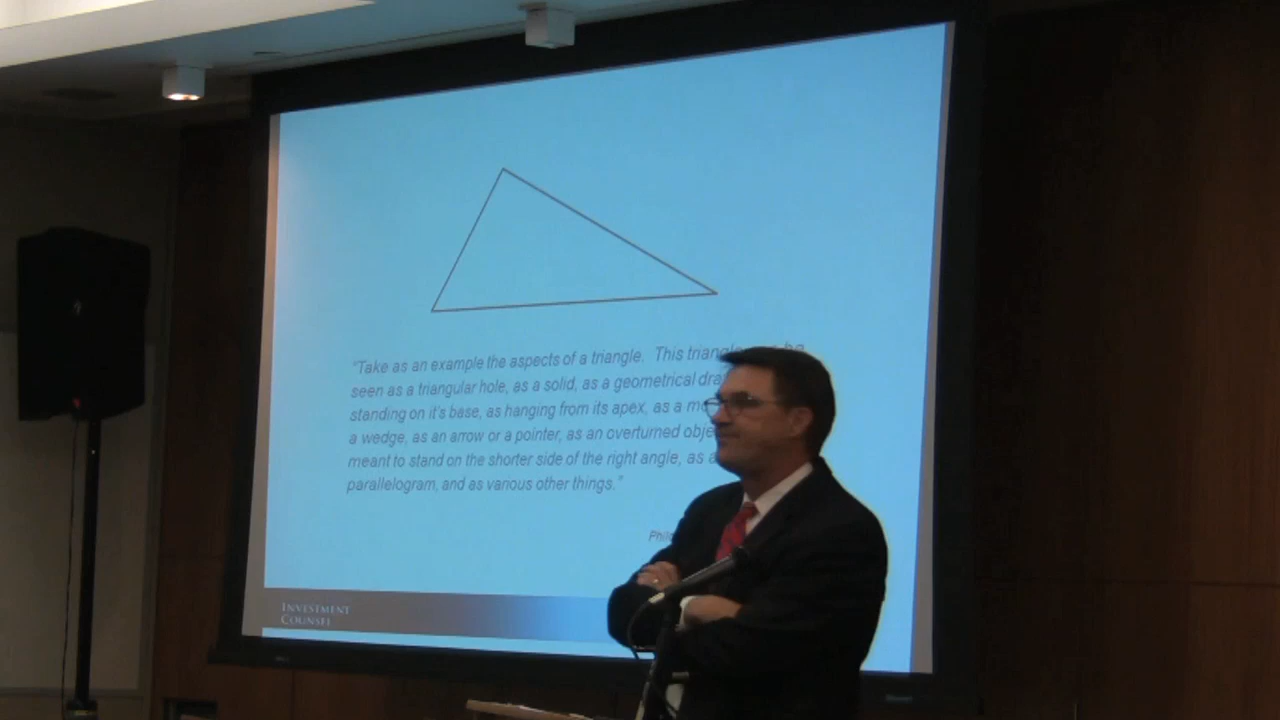 "Take as an example the aspects of a triangle. This triangle be
seen as a triangular hole, as a solid, as a geometrical
standing on it's base, as hanging from its apex, as a
a wedge, as an arrow or a pointer, as an overturned
meant to stand on the shorter side of the right angle, as
parallelogram, and as various other things."
INVESTMENT
COUNSEL